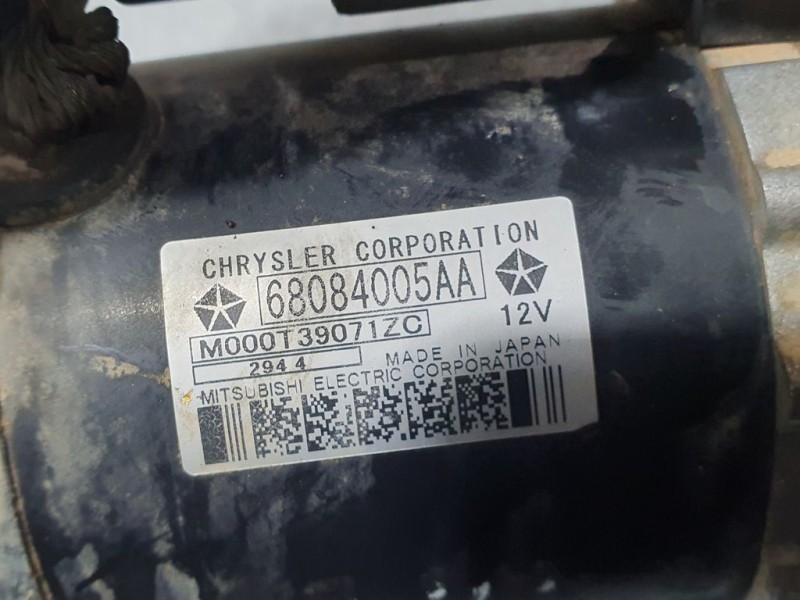 CHRYSLER CORPORATION
68084005AA
12V
M000T39071ZC
294 4
MADE IN JAPAN
MITSUBISHI ELECTRIC CORPORATION